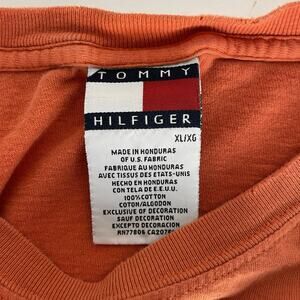 TOMMY
HILFIGER
XL/XG
MADE IN HONDURAS
OF U.S. FABRIC
FABRIQUE AU HONDURAS
AVEC TISSUS DES ETATS-UNIS
HECHO EN HONDURAS
CON TELA DE E.E.U.U.
100% COTTON
COTON/ALGODON
EXCLUSIVE OF DECORATION
SAUF DECORATION
EXCEPTO DECORACION
RN77806